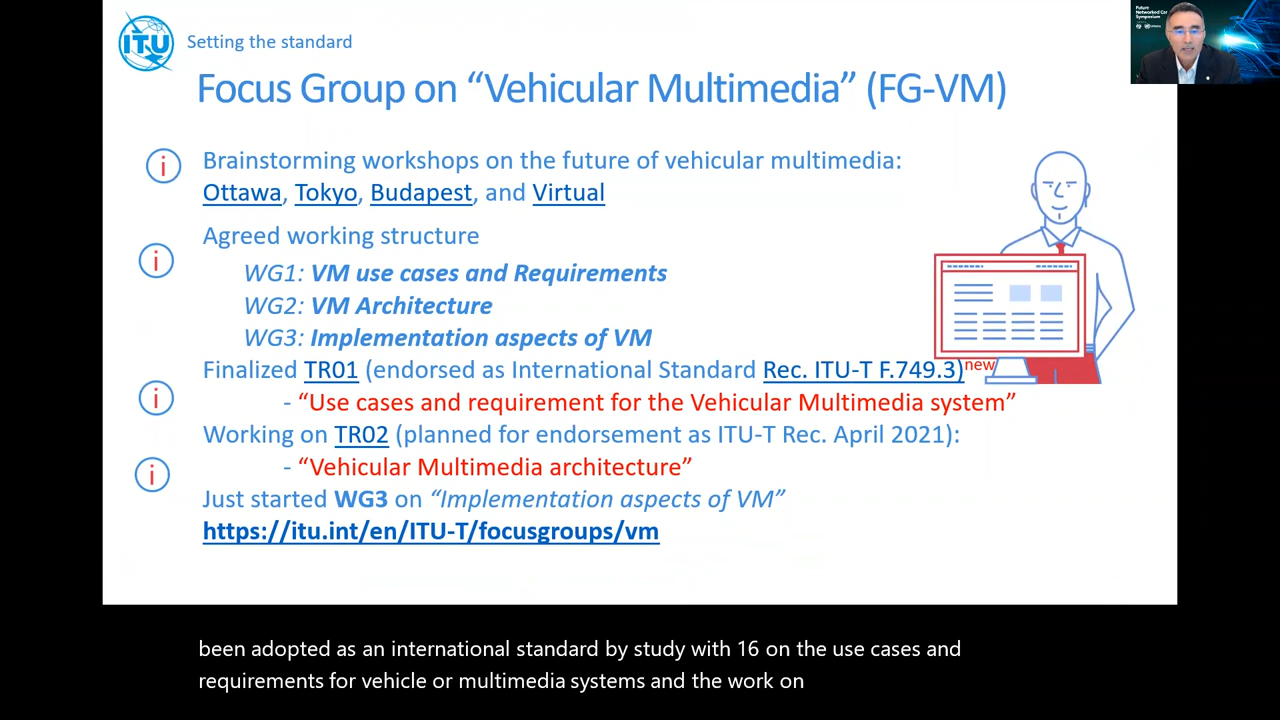 ITU
Setting the standard
Future
Networked Car
Symposium
Focus Group on “Vehicular Multimedia” (FG-VM)
i
Brainstorming workshops on the future of vehicular multimedia:
Ottawa, Tokyo, Budapest, and Virtual
i
Agreed working structure
WG1: VM use cases and Requirements
WG2: VM Architecture
WG3: Implementation aspects of VM
Finalized TR01 (endorsed as International Standard Rec. ITU-T F.749.3)new
i
- “Use cases and requirement for the Vehicular Multimedia system”
Working on TR02 (planned for endorsement as ITU-T Rec. April 2021):
i
- “Vehicular Multimedia architecture”
Just started WG3 on “Implementation aspects of VM”
https://itu.int/en/ITU-T/focusgroups/vm
been adopted as an international standard by study with 16 on the use cases and
requirements for vehicle or multimedia systems and the work on